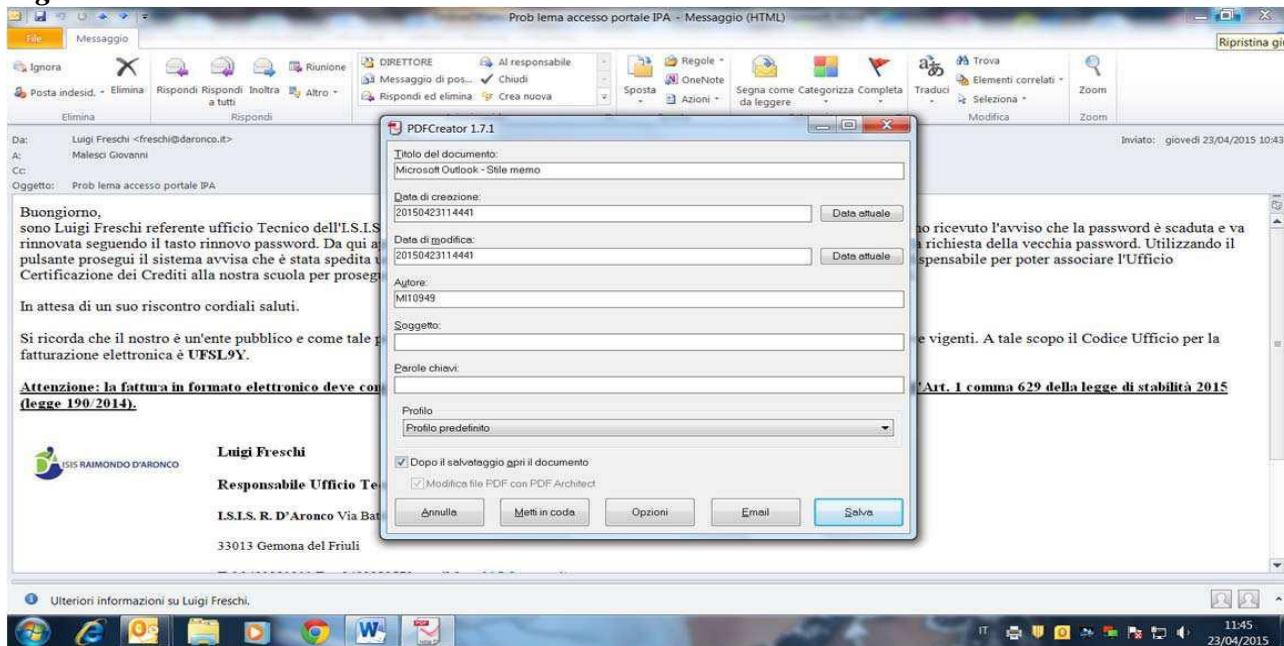 Prob lema accesso portale IPA - Messaggio (HTML)
File
Messaggio
Ripristina gi
Ignora
Posta indesid.
Elimina
Rispondi
Rispondi a tutti
Inoltra
Riunione
Altro
DIRETTORE
Messaggio di pos...
Rispondi ed elimina
Al responsabile
Chiudi
Crea nuova
Sposta
Regole
OneNote
Azioni
Segna come da leggere
Categorizza
Completa
Traduci
Trova
Elementi correlati
Seleziona
Zoom
Elimina
Rispondi
Modifica
Zoom
Da: Luigi Freschi <freschi@daronco.it>
Inviato: giovedì 23/04/2015 10:43
A: Malesci Giovanni
Cc:
Oggetto: Prob lema accesso portale IPA
Buongiorno,
sono Luigi Freschi referente ufficio Tecnico dell'I.S.I.S
ho ricevuto l'avviso che la password è scaduta e va
rinnovata seguendo il tasto rinnovo password. Da qui
a richiesta della vecchia password. Utilizzando il
pulsante prosegui il sistema avvisa che è stata spedita
spensabile per poter associare l'Ufficio
Certificazione dei Crediti alla nostra scuola per proseg
In attesa di un suo riscontro cordiali saluti.
Si ricorda che il nostro è un'ente pubblico e come tale p
e vigenti. A tale scopo il Codice Ufficio per la
fatturazione elettronica è UFSL9Y.
Attenzione: la fattura in formato elettronico deve con
'Art. 1 comma 629 della legge di stabilità 2015
(legge 190/2014).
ISIS RAIMONDO D'ARONCO
Luigi Freschi
Responsabile Ufficio Te
I.S.I.S. R. D'Aronco Via Bat
33013 Gemona del Friuli
PDFCreator 1.7.1
Titolo del documento:
Microsoft Outlook - Stile memo
Data di creazione:
20150423114441
Data attuale
Data di modifica:
20150423114441
Data attuale
Autore:
MI10949
Soggetto:
Parole chiavi:
Profilo
Profilo predefinito
Dopo il salvataggio apri il documento
Modifica file PDF con PDF Architect
Annulla
Metti in coda
Opzioni
Email
Salva
Ulteriori informazioni su Luigi Freschi.
IT
11:45
23/04/2015